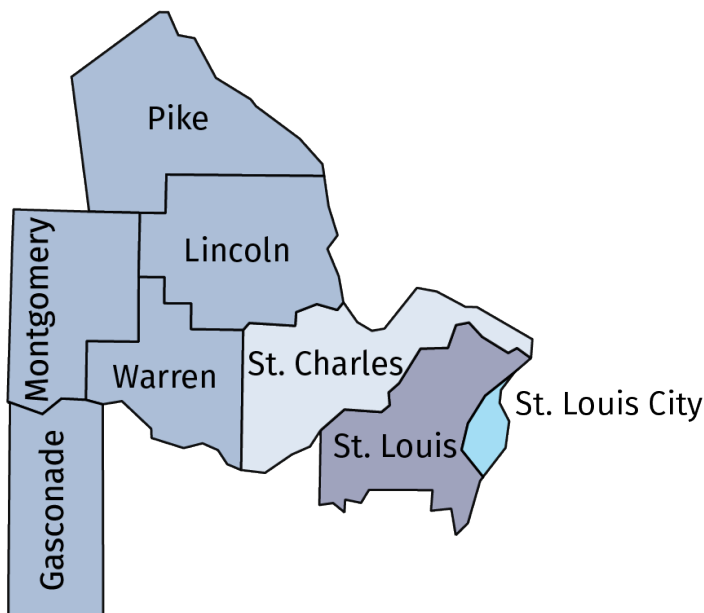 Pike
Montgomery
Lincoln
St. Charles
Warren
St. Louis City
St. Louis
Gasconade